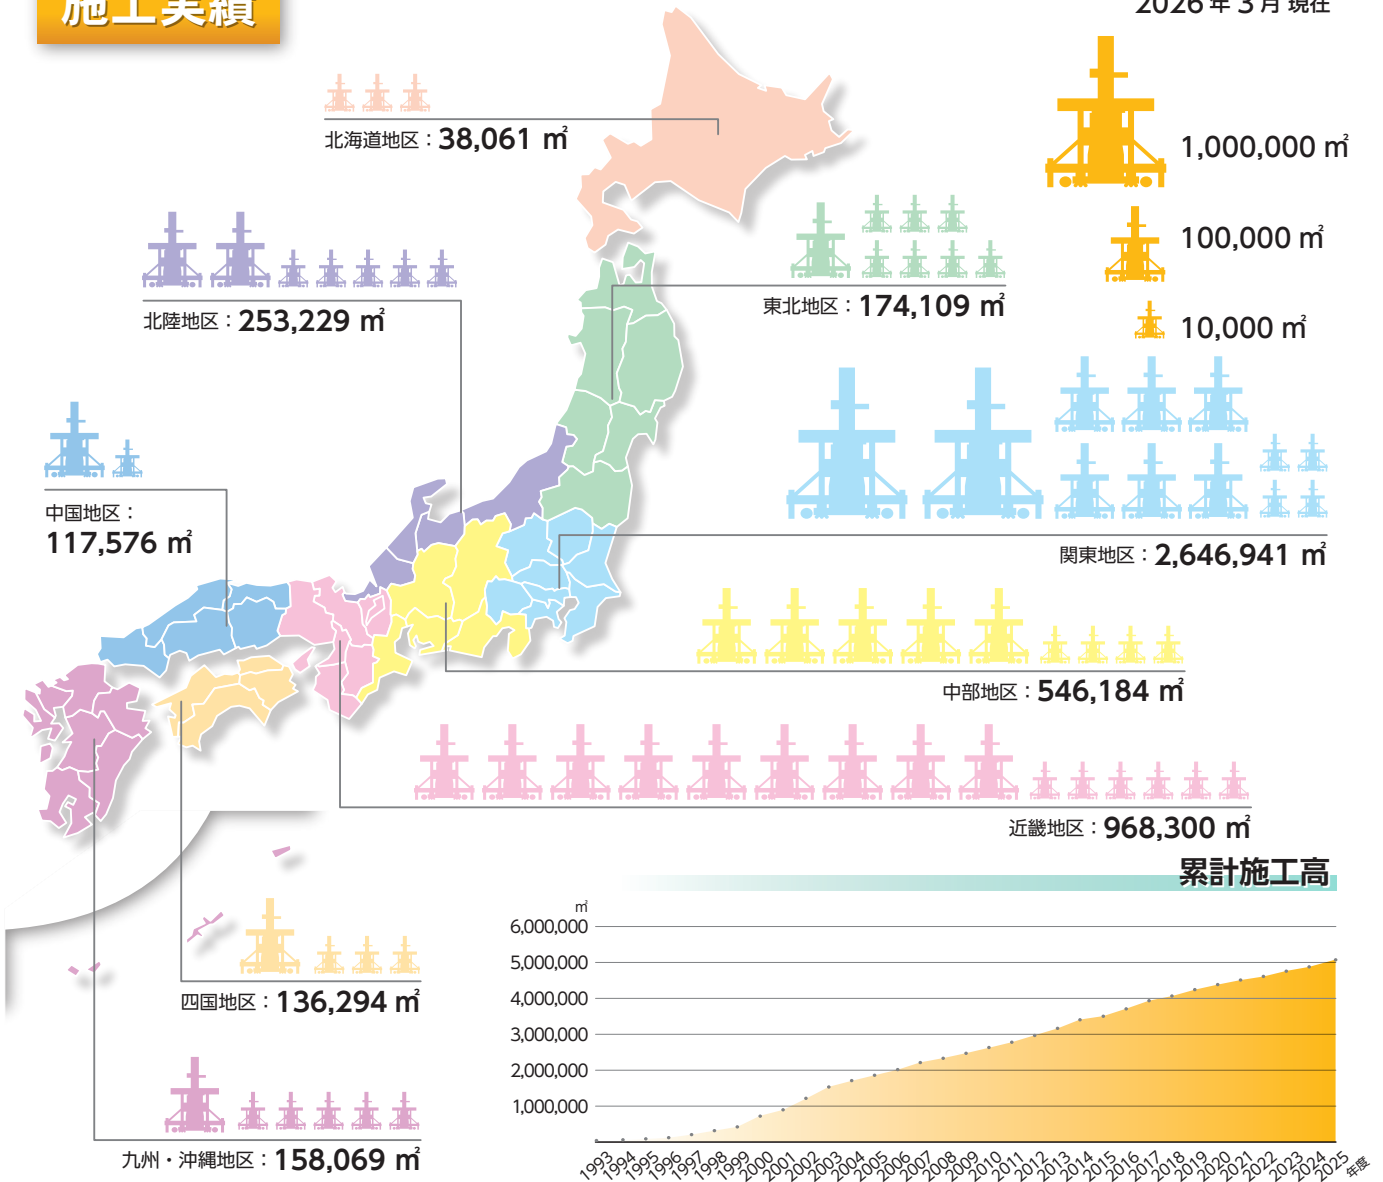 施工実績
2026年3月現在
北海道地区：38,061 ㎡
1,000,000 ㎡
100,000 ㎡
10,000 ㎡
北陸地区：253,229 ㎡
東北地区：174,109 ㎡
中国地区：
117,576 ㎡
関東地区：2,646,941 ㎡
中部地区：546,184 ㎡
近畿地区：968,300 ㎡
四国地区：136,294 ㎡
九州・沖縄地区：158,069 ㎡
累計施工高
㎡
6,000,000
5,000,000
4,000,000
3,000,000
2,000,000
1,000,000
1993 1994 1995 1996 1997 1998 1999 2000 2001 2002 2003 2004 2005 2006 2007 2008 2009 2010 2011 2012 2013 2014 2015 2016 2017 2018 2019 2020 2021 2022 2023 2024 2025 年度